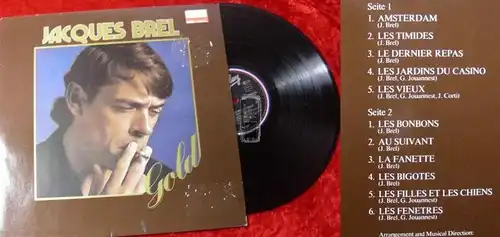 JACQUES BREL
Gold
Seite 1
1. AMSTERDAM
(J. Brel)
2. LES TIMIDES
(J. Brel)
3. LE DERNIER REPAS
(J. Brel)
4. LES JARDINS DU CASINO
(J. Brel, G. Jouannest)
5. LES VIEUX
(J. Brel, G. Jouannest, J. Corti)
Seite 2
1. LES BONBONS
(J. Brel)
2. AU SUIVANT
(J. Brel)
3. LA FANETTE
(J. Brel)
4. LES BIGOTES
(J. Brel)
5. LES FILLES ET LES CHIENS
(J. Brel, G. Jouannest)
6. LES FENETRES
(J. Brel, G. Jouannest)
Arrangement and Musical Direction: